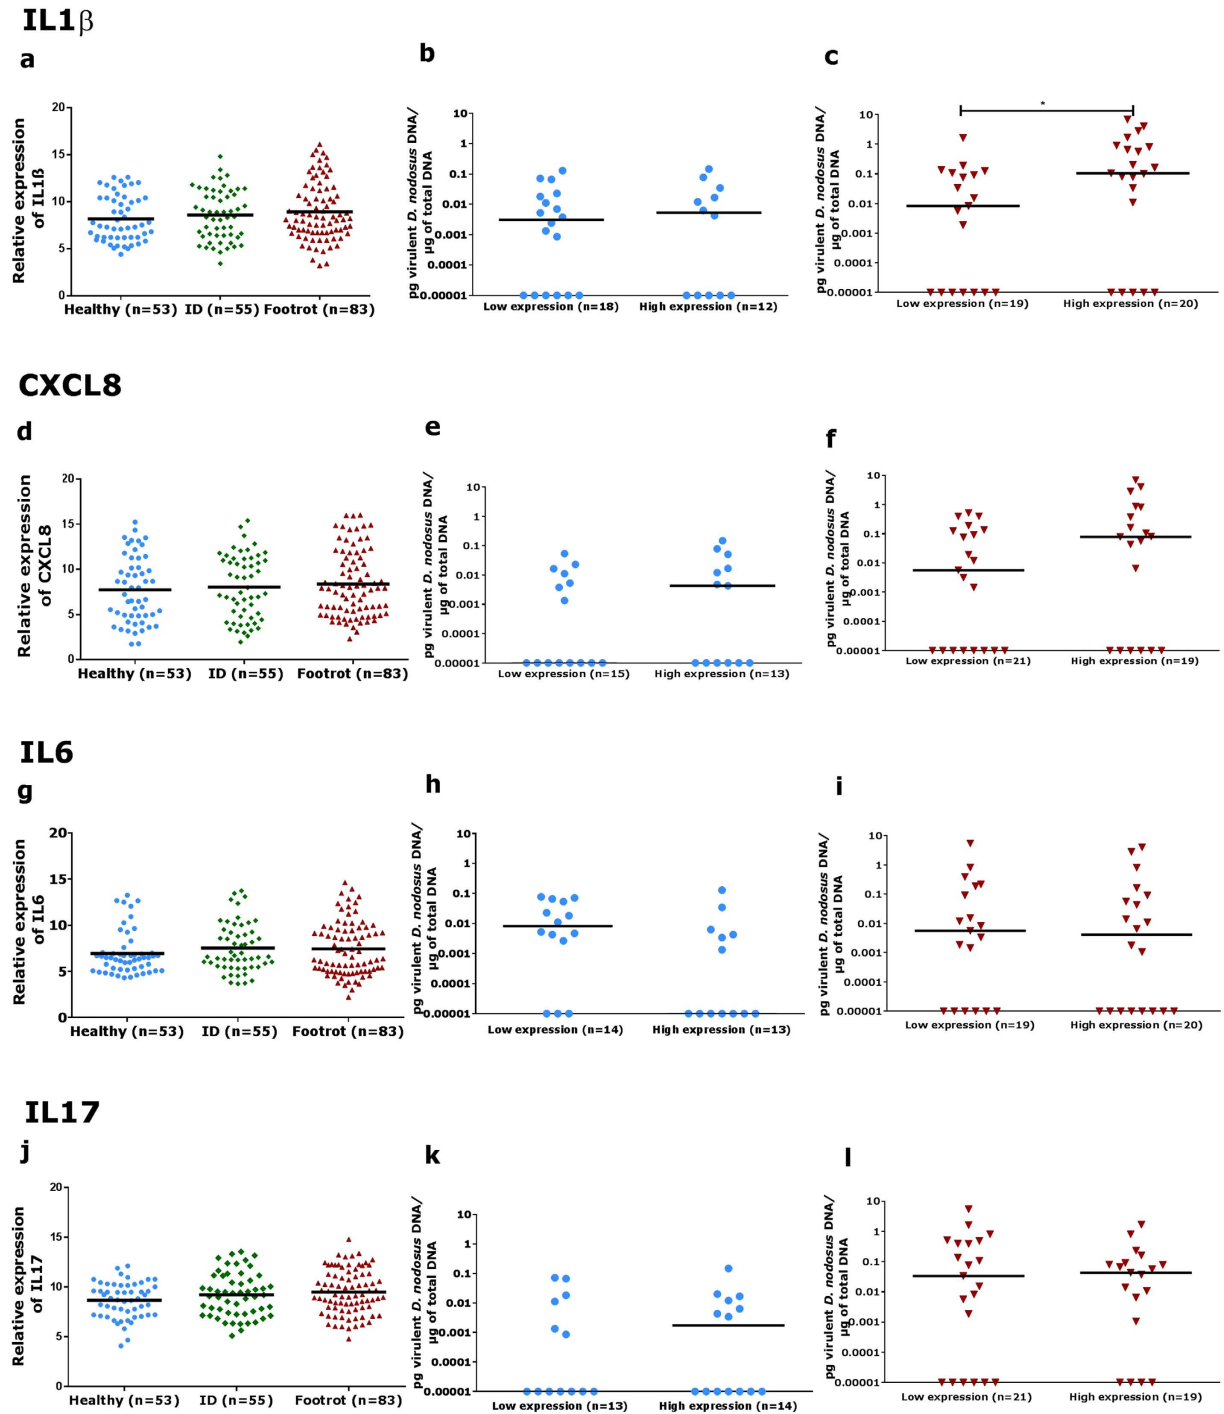 IL1β
a
b
c
Relative expression
of IL1ß
20
15
10
5
0
Healthy (n=53) ID (n=55) Footrot (n=83)
pg virulent D. nodosus DNA/
µg of total DNA
10
1
0.1
0.01
0.001
0.0001
0.00001
Low expression (n=18) High expression (n=12)
pg virulent D. nodosus DNA/
µg of total DNA
*
10
1
0.1
0.01
0.001
0.0001
0.00001
Low expression (n=19) High expression (n=20)
CXCL8
d
e
f
Relative expression
of CXCL8
20
15
10
5
0
Healthy (n=53) ID (n=55) Footrot (n=83)
pg virulent D. nodosus DNA/
µg of total DNA
10
1
0.1
0.01
0.001
0.0001
0.00001
Low expression (n=15) High expression (n=13)
pg virulent D. nodosus DNA/
µg of total DNA
10
1
0.1
0.01
0.001
0.0001
0.00001
Low expression (n=21) High expression (n=19)
IL6
g
h
i
Relative expression
of IL6
20
15
10
5
0
Healthy (n=53) ID (n=55) Footrot (n=83)
pg virulent D. nodosus DNA/
µg of total DNA
10
1
0.1
0.01
0.001
0.0001
0.00001
Low expression (n=14) High expression (n=13)
pg virulent D. nodosus DNA/
µg of total DNA
10
1
0.1
0.01
0.001
0.0001
0.00001
Low expression (n=19) High expression (n=20)
IL17
j
k
l
Relative expression
of IL17
20
15
10
5
0
Healthy (n=53) ID (n=55) Footrot (n=83)
pg virulent D. nodosus DNA/
µg of total DNA
10
1
0.1
0.01
0.001
0.0001
0.00001
Low expression (n=13) High expression (n=14)
pg virulent D. nodosus DNA/
µg of total DNA
10
1
0.1
0.01
0.001
0.0001
0.00001
Low expression (n=21) High expression (n=19)